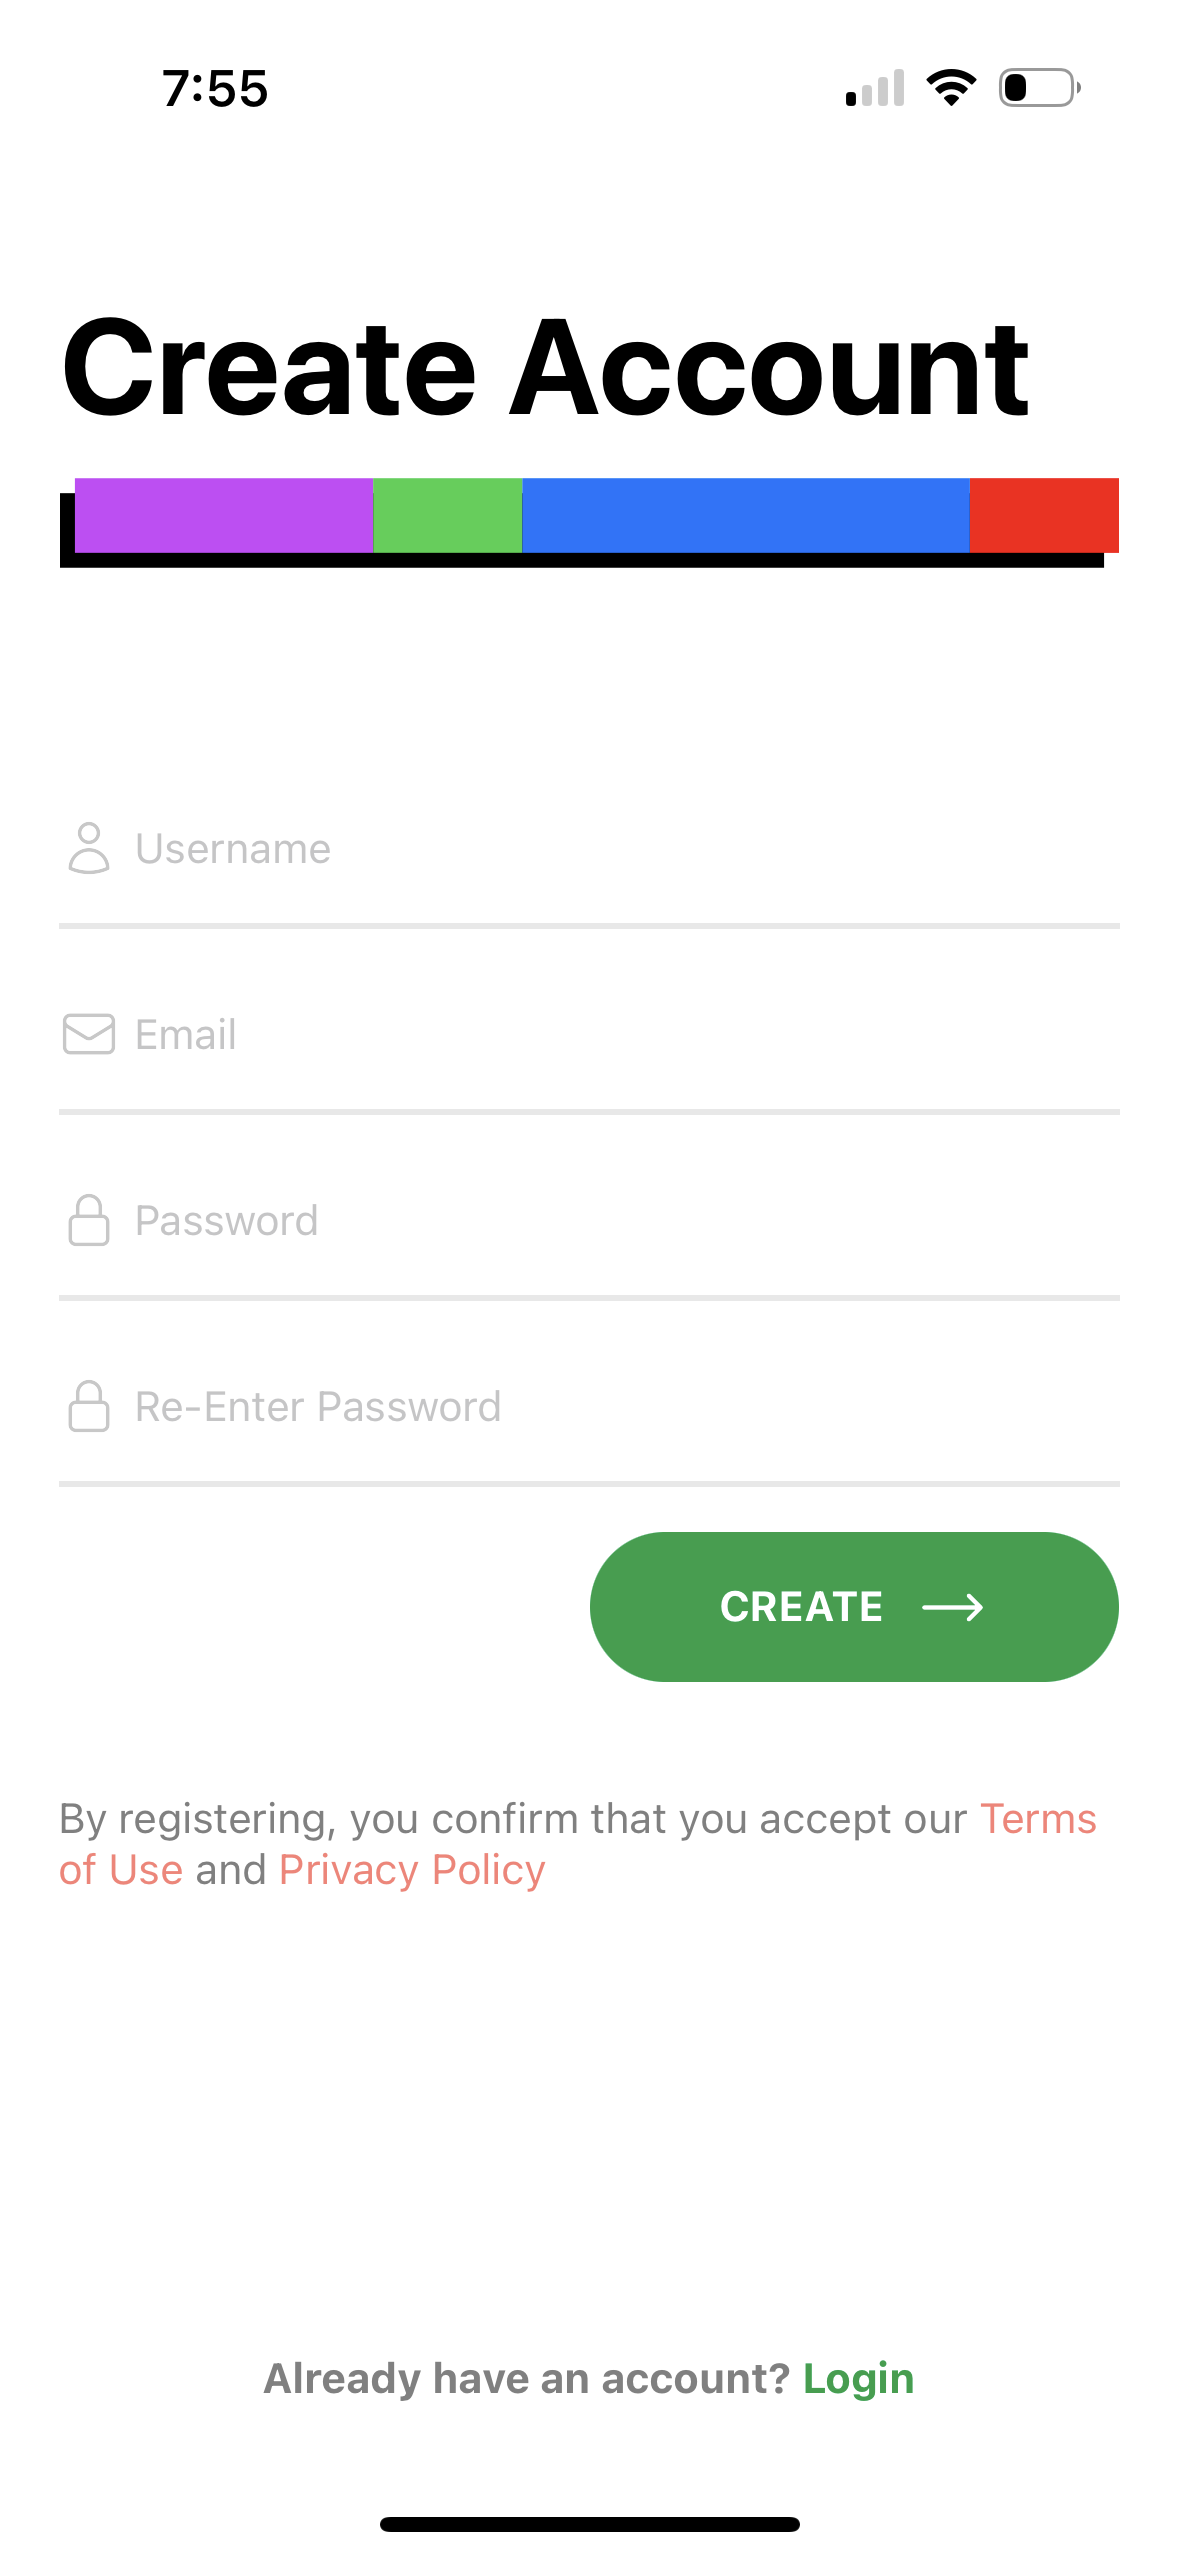 7:55
Create Account
Username
Email
Password
Re-Enter Password
CREATE
By registering, you confirm that you accept our Terms
of Use and Privacy Policy
Already have an account? Login